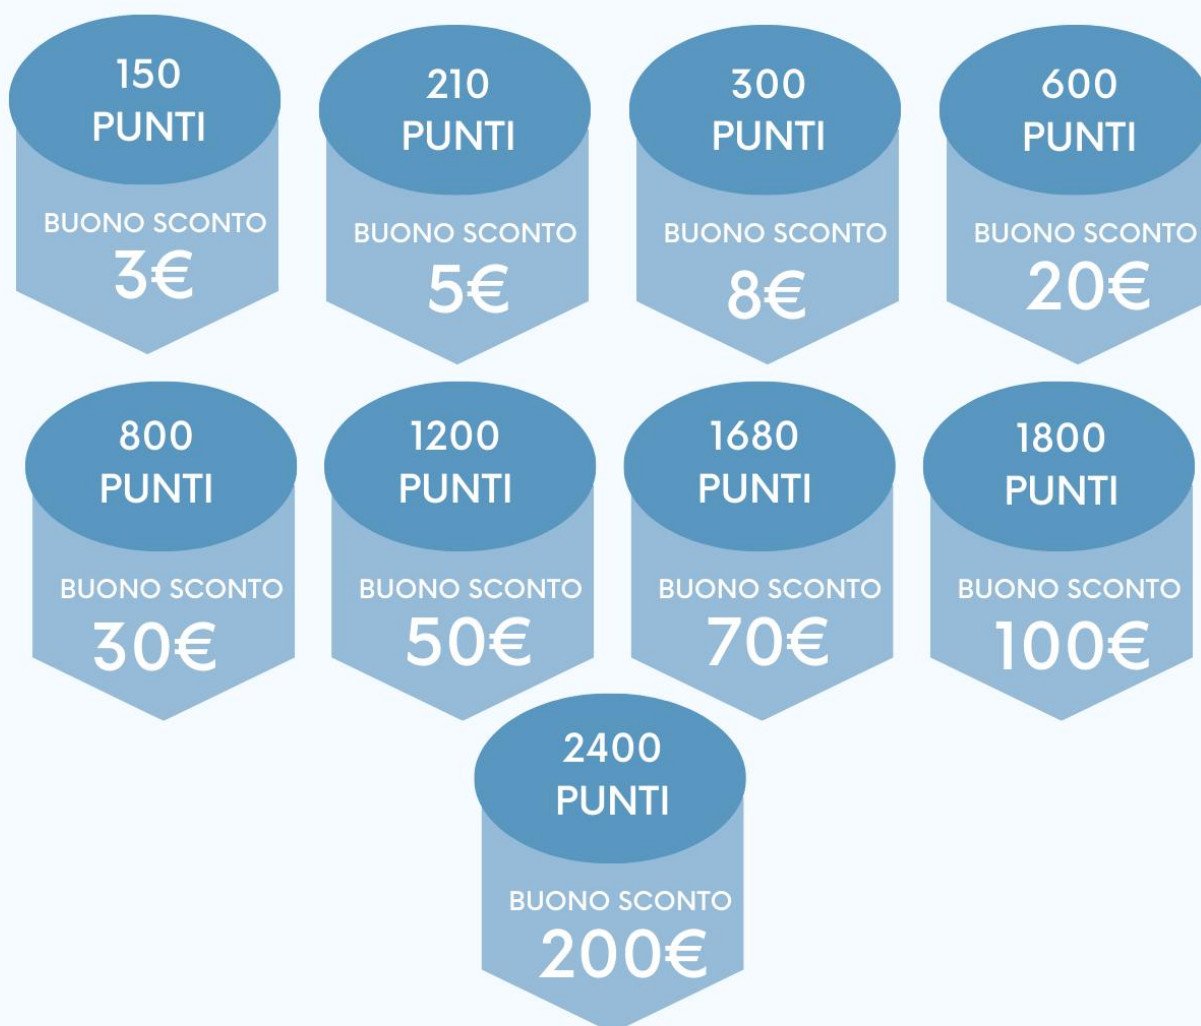 150
PUNTI
BUONO SCONTO
3€
210
PUNTI
BUONO SCONTO
5€
300
PUNTI
BUONO SCONTO
8€
600
PUNTI
BUONO SCONTO
20€
800
PUNTI
BUONO SCONTO
30€
1200
PUNTI
BUONO SCONTO
50€
1680
PUNTI
BUONO SCONTO
70€
1800
PUNTI
BUONO SCONTO
100€
2400
PUNTI
BUONO SCONTO
200€